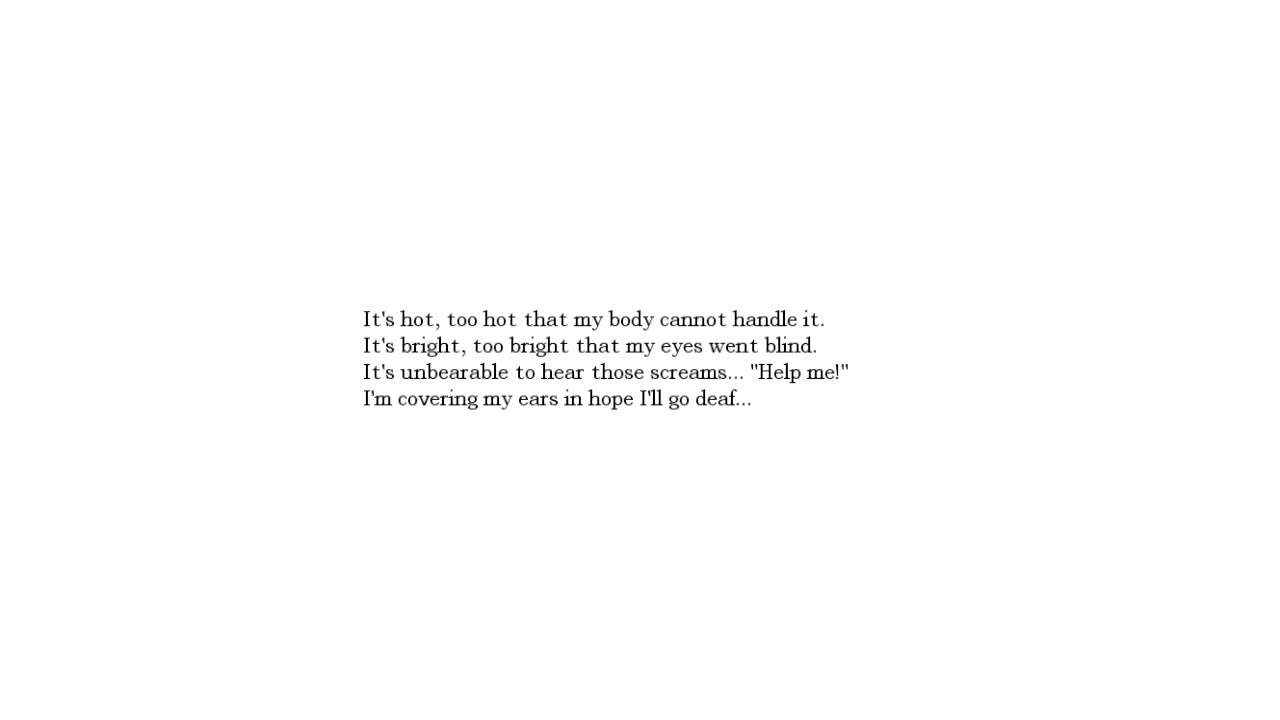 It's hot, too hot that my body cannot handle it.
It's bright, too bright that my eyes went blind.
It's unbearable to hear those screams... "Help me!"
I'm covering my ears in hope I'll go deaf...